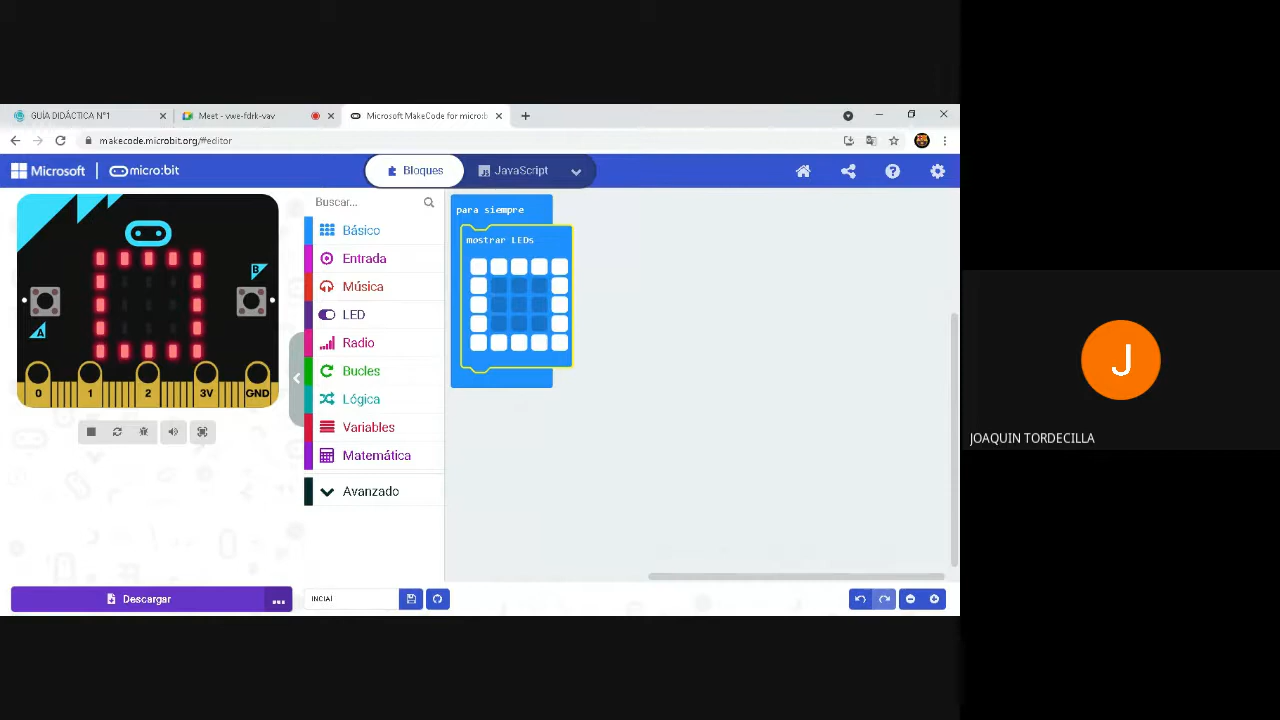 GUÍA DIDÁCTICA N°1
Meet - vwe-fdrk-vav
Microsoft MakeCode for micro:b
makecode.microbit.org/#editor
Microsoft
micro:bit
Bloques
JavaScript
Buscar...
Básico
Entrada
Música
LED
Radio
Bucles
Lógica
Variables
Matemática
Avanzado
para siempre
mostrar LEDs
A
B
0
1
2
3V
GND
Descargar
...
INCIAL
J
JOAQUIN TORDECILLA